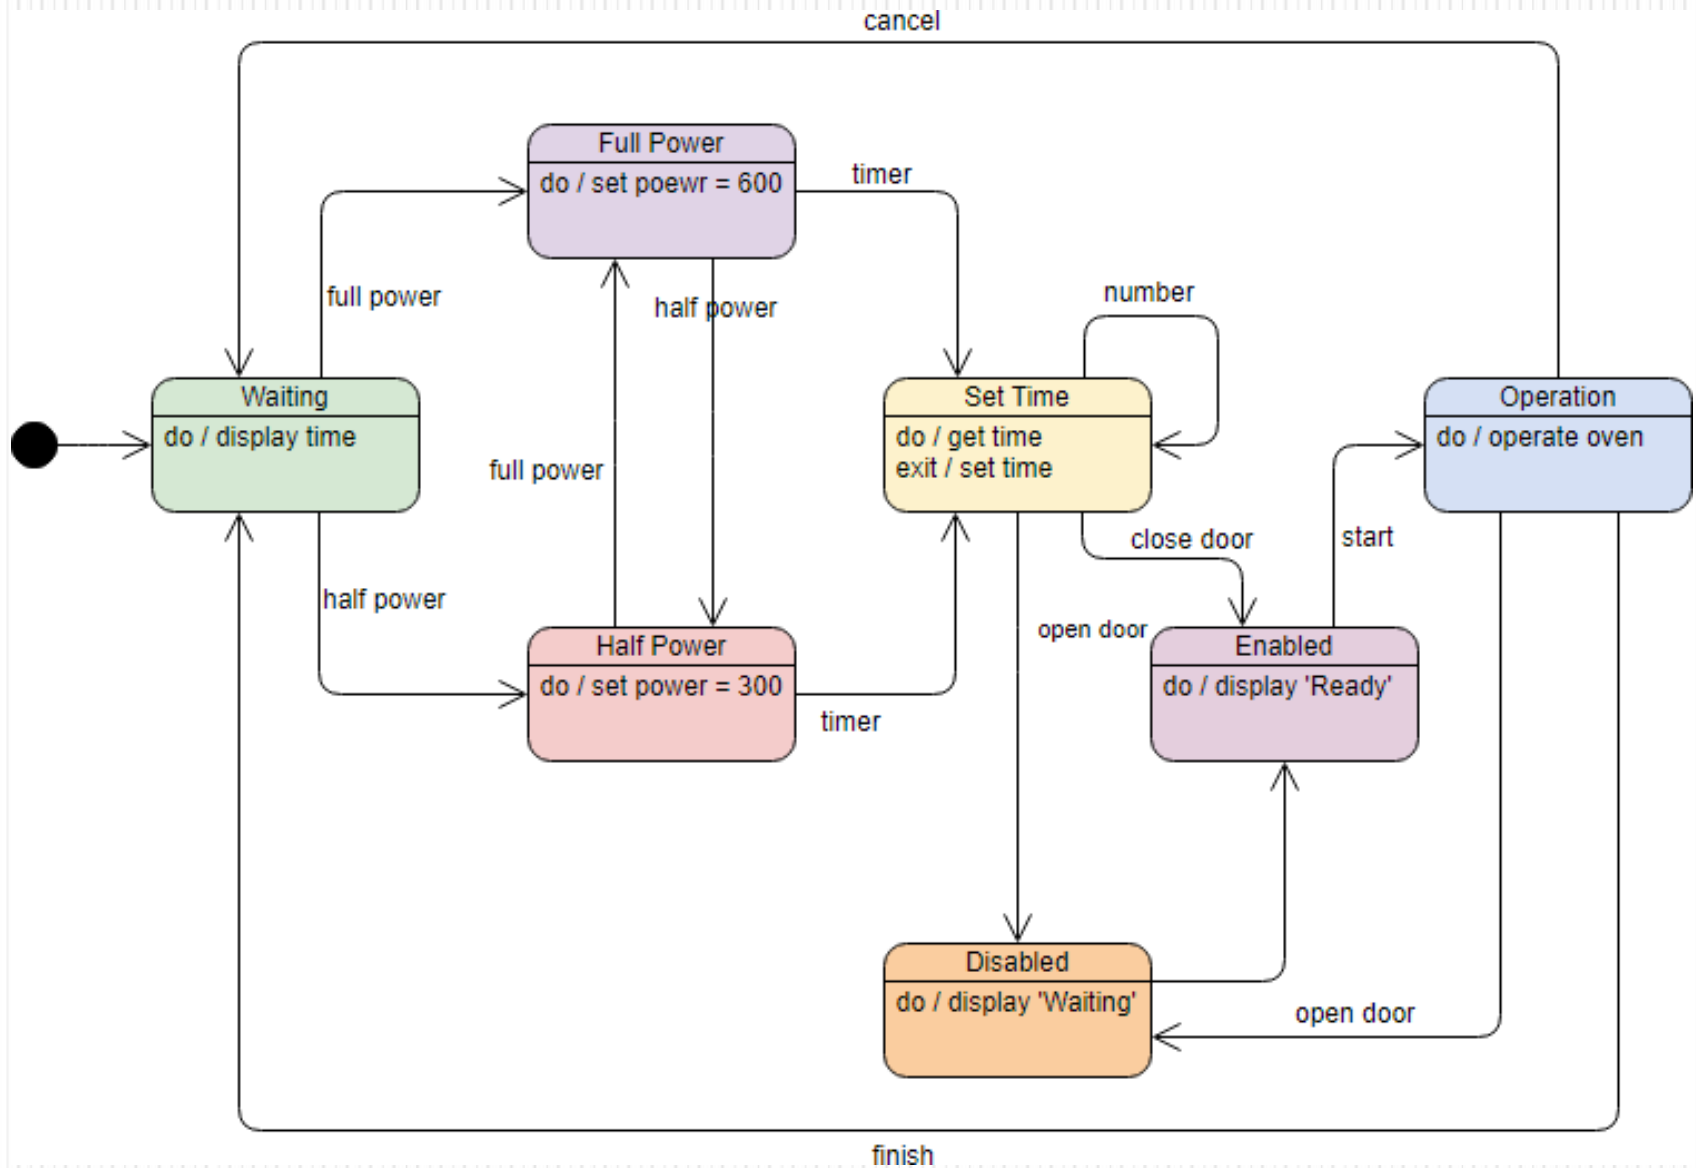 cancel
Full Power
do / set poewr = 600
timer
full power
half power
number
Waiting
do / display time
Set Time
do / get time
exit / set time
Operation
do / operate oven
full power
close door
start
half power
open door
Half Power
do / set power = 300
timer
Enabled
do / display 'Ready'
Disabled
do / display 'Waiting'
open door
finish